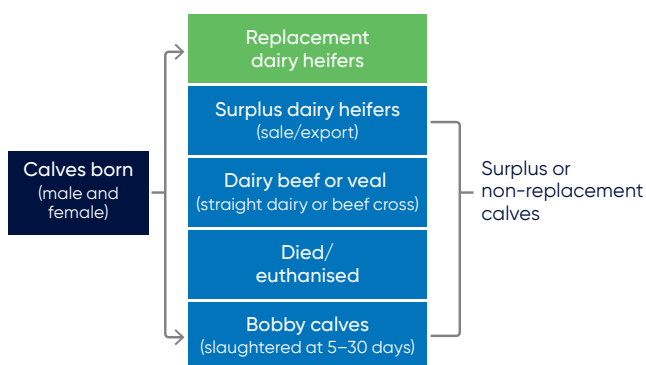 Replacement
dairy heifers
Surplus dairy heifers
(sale/export)
Calves born
(male and
female)
Dairy beef or veal
(straight dairy or beef cross)
Surplus or
non-replacement
calves
Died/
euthanised
Bobby calves
(slaughtered at 5–30 days)